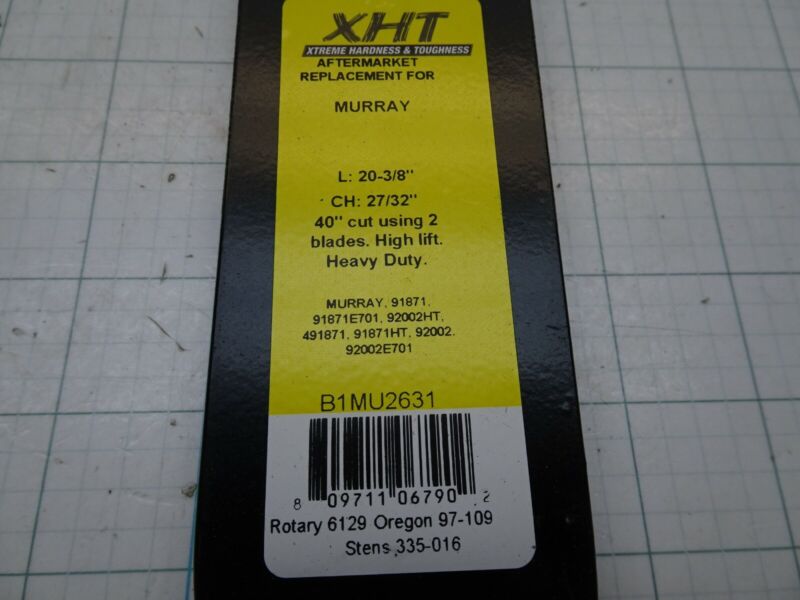 XHT
XTREME HARDNESS & TOUGHNESS
AFTERMARKET
REPLACEMENT FOR
MURRAY
L: 20-3/8"
CH: 27/32"
40" cut using 2
blades. High lift.
Heavy Duty.
MURRAY, 91871,
91871E701, 92002HT,
491871, 91871HT, 92002,
92002E701
B1MU2631
8 09711 06790 2
Rotary 6129 Oregon 97-109
Stens 335-016